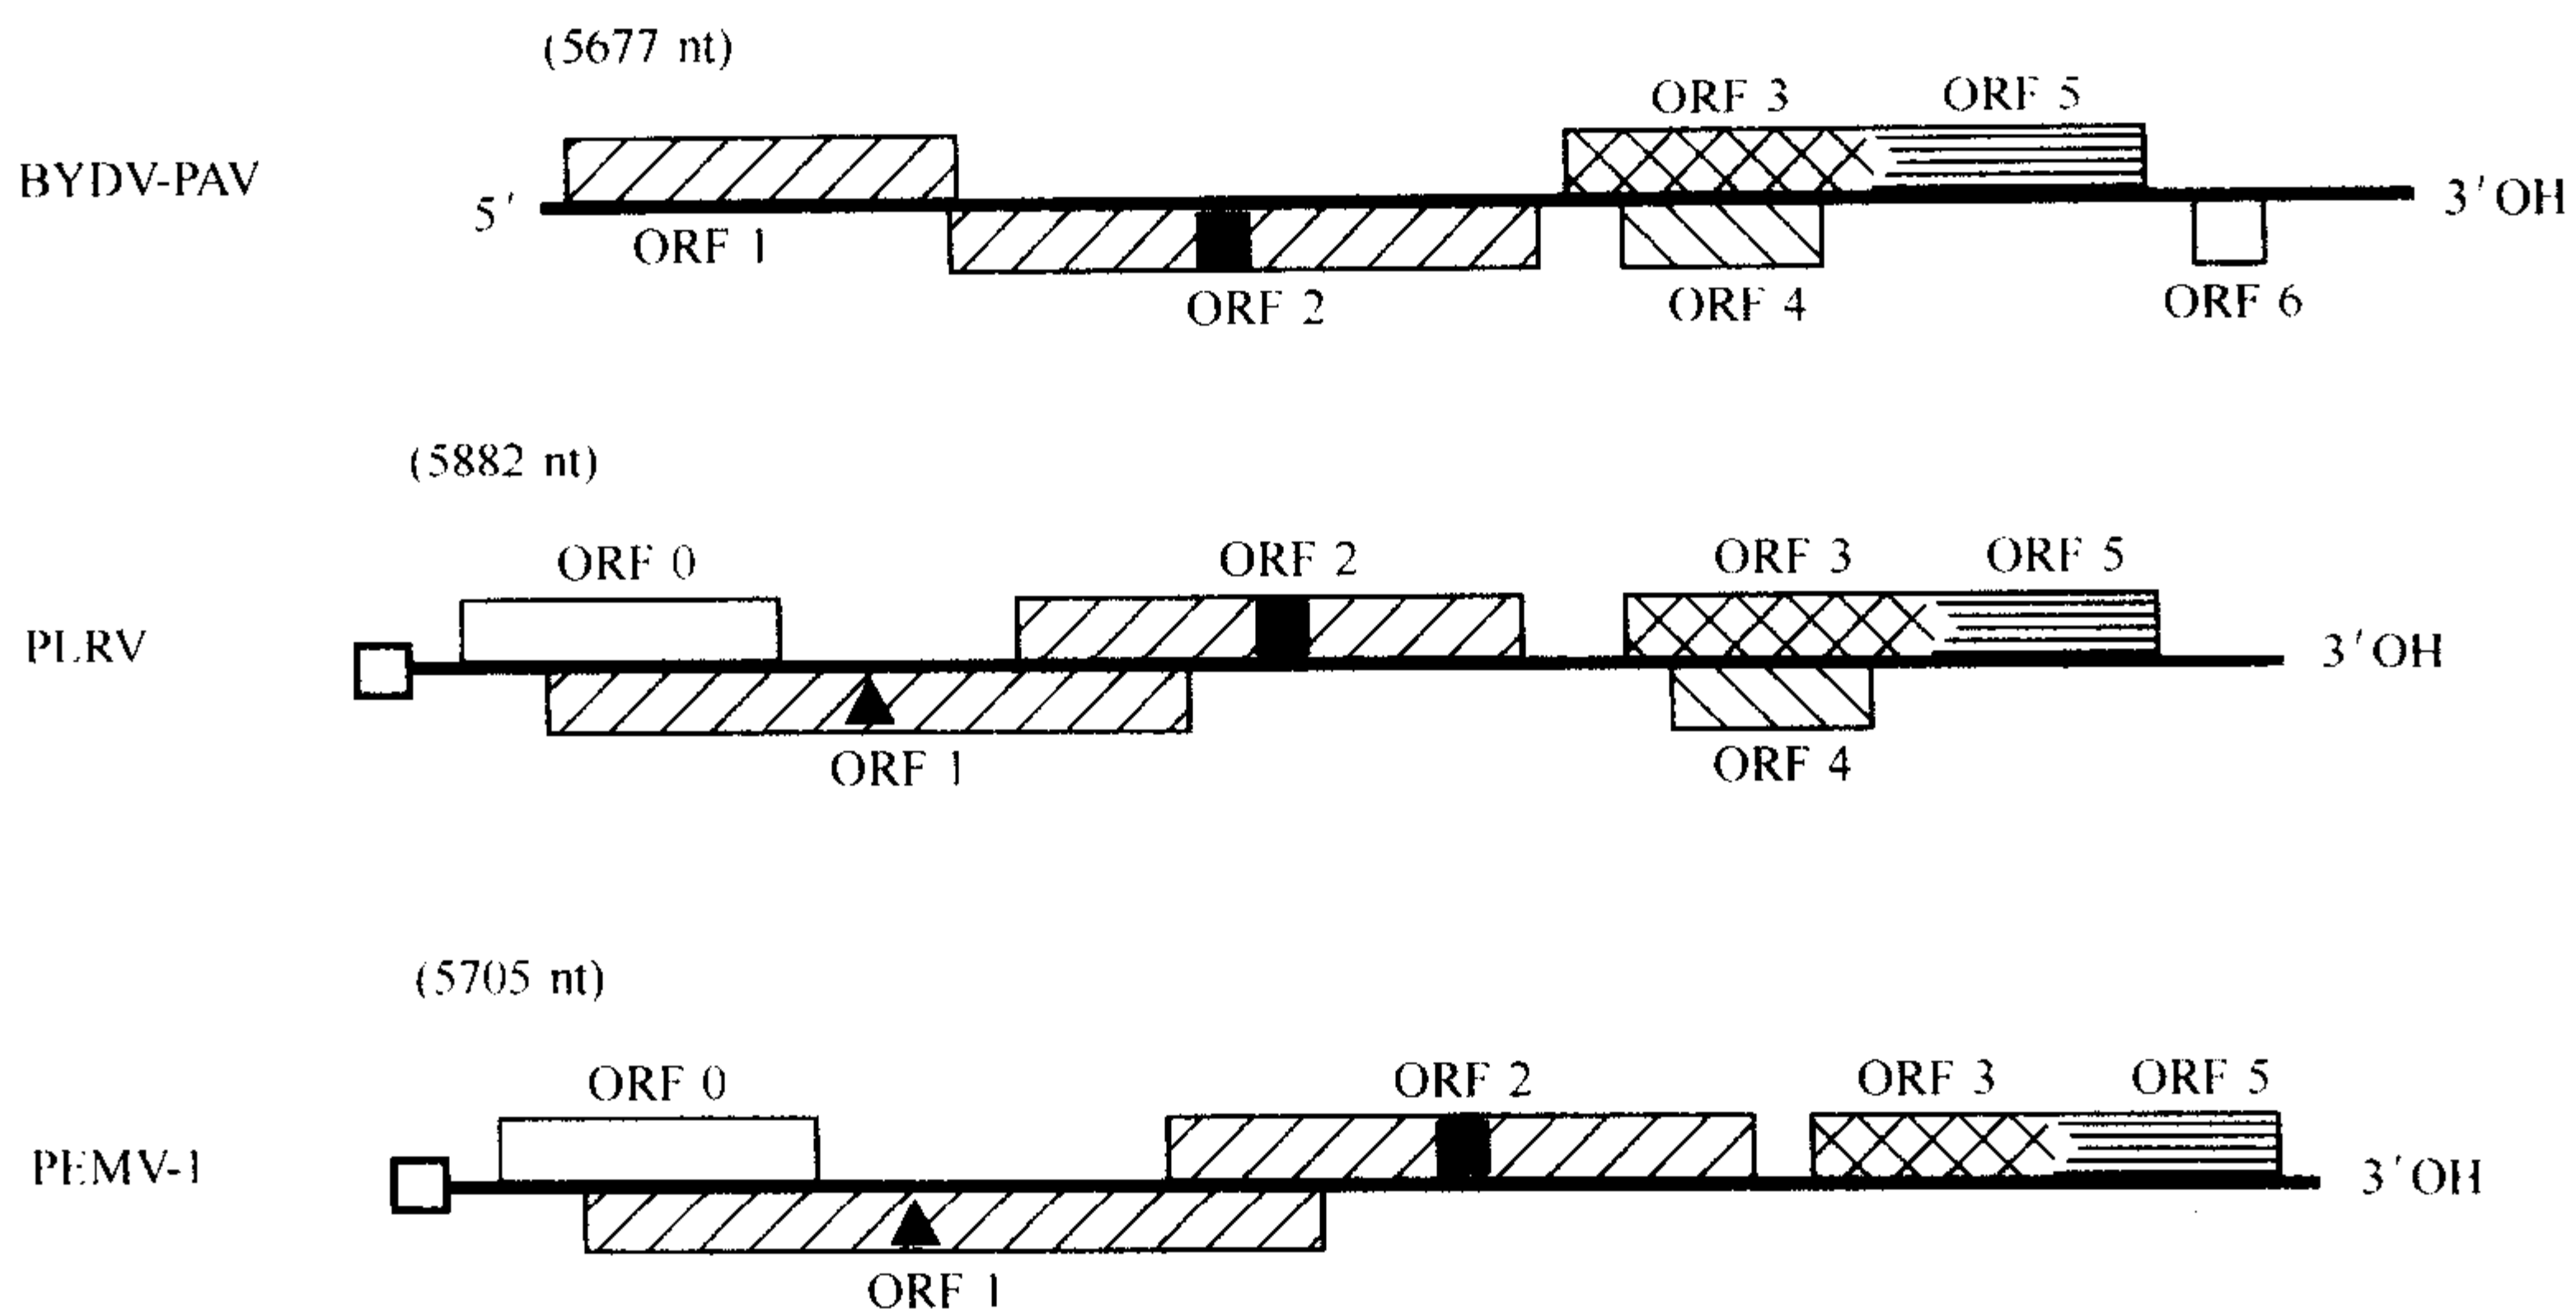 (5677 nt)
ORF 3 ORF 5
BYDV-PAV
5' 3'OH
ORF 1
ORF 2 ORF 4 ORF 6
(5882 nt)
ORF 0 ORF 2 ORF 3 ORF 5
PLRV 3'OH
ORF 1 ORF 4
(5705 nt)
ORF 0 ORF 2 ORF 3 ORF 5
PEMV-1 3'OH
ORF 1